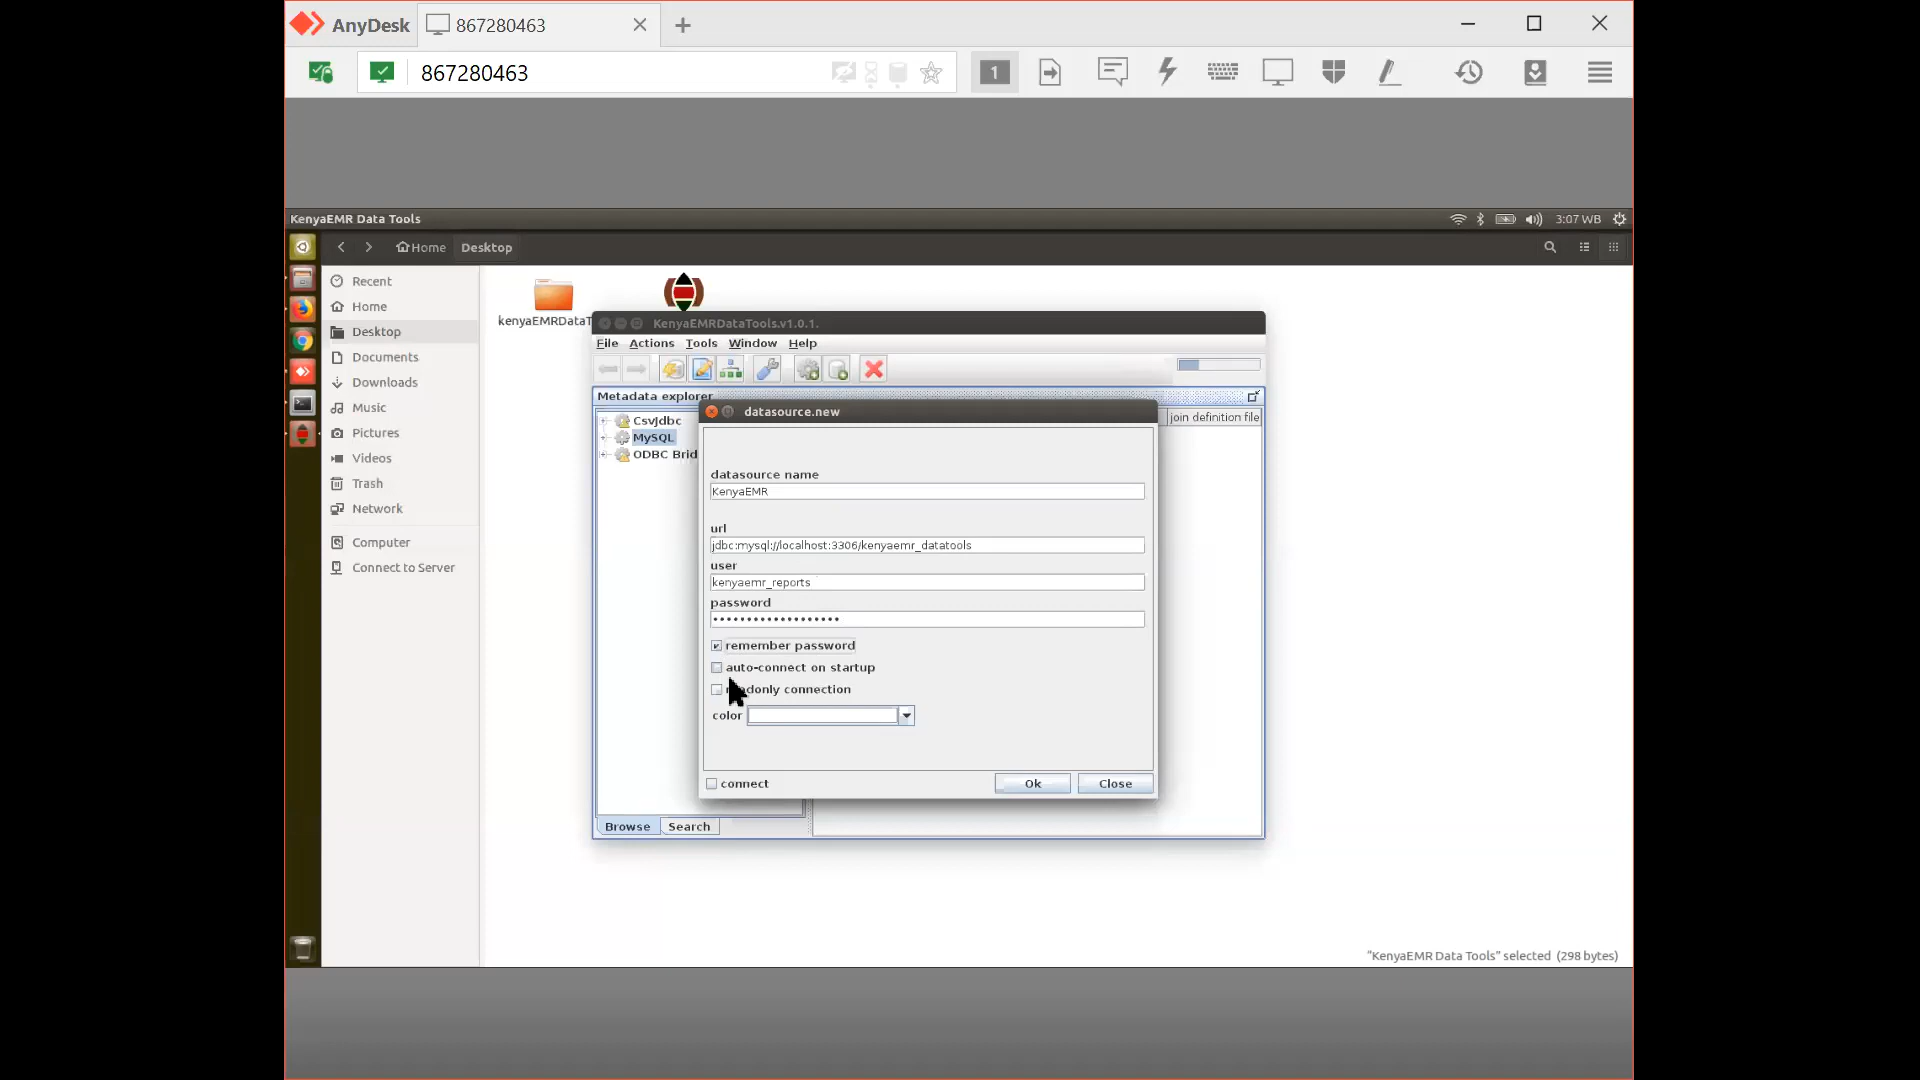 AnyDesk
867280463
867280463
1
KenyaEMR Data Tools
3:07 WB
Home
Desktop
Recent
Home
Desktop
Documents
Downloads
Music
Pictures
Videos
Trash
Network
Computer
Connect to Server
kenyaEMRDataT
KenyaEMRDataTools.v1.0.1.
File Actions Tools Window Help
Metadata explorer
CsvJdbc
MySQL
ODBC Brid
join definition file
datasource.new
datasource name
KenyaEMR
url
jdbc:mysql://localhost:3306/kenyaemr_datatools
user
kenyaemr_reports
password
remember password
auto-connect on startup
connection
color
connect
Ok
Close
Browse
Search
"KenyaEMR Data Tools" selected (298 bytes)